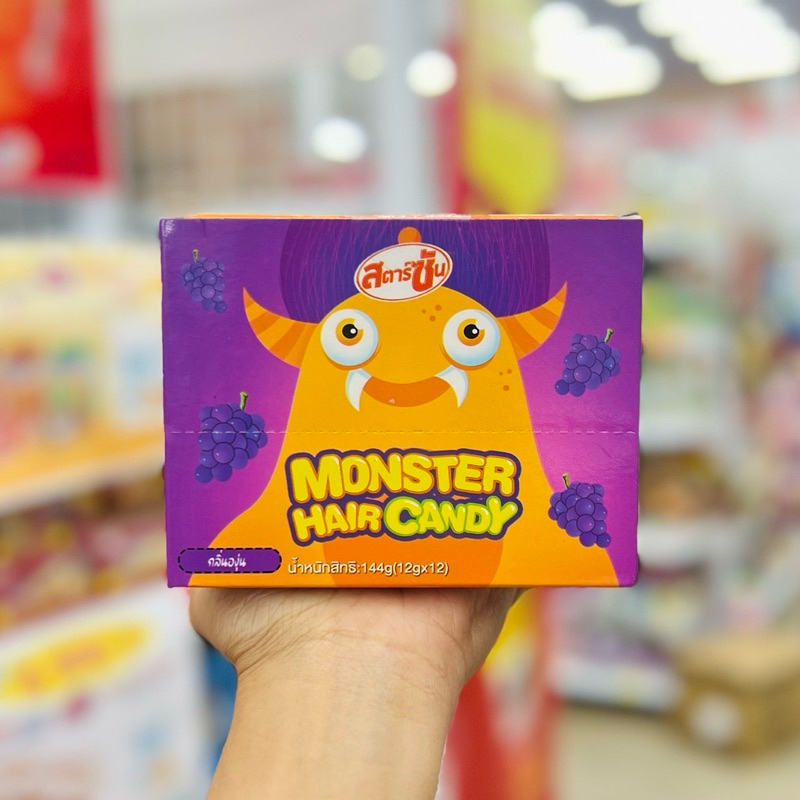 สตาร์ซัน
MONSTER
HAIR CANDY
กลิ่นองุ่น
น้ำหนักสิทธิ:144g(12gx12)